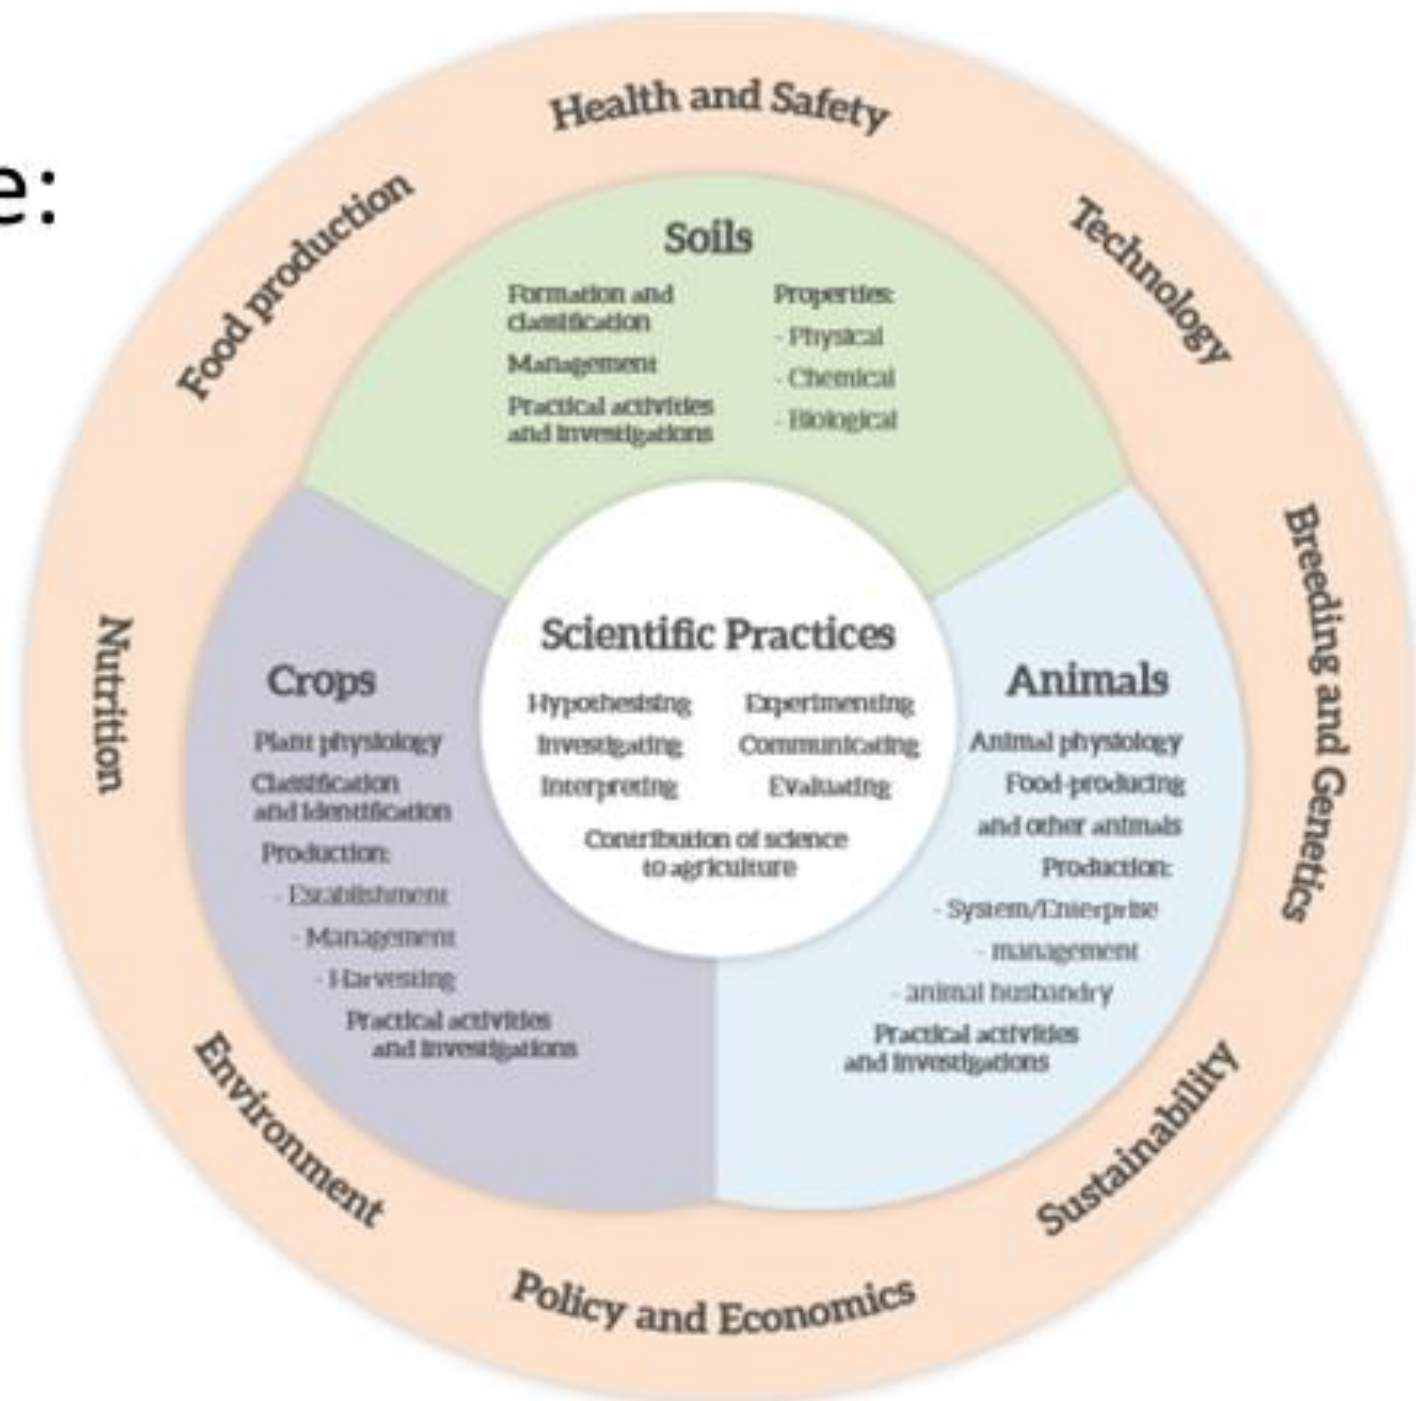 e:
Health and Safety
Food production
Technology
Breeding and Genetics
Nutrition
Environment
Sustainability
Policy and Economics
Soils
Formation and
classification
Management
Practical activities
and investigations
Properties:
- Physical
- Chemical
- Biological
Scientific Practices
Hypothesising
Investigating
Interpreting
Experimenting
Communicating
Evaluating
Contribution of science
to agriculture
Crops
Plant physiology
Classification
and identification
Production:
- Establishment
- Management
- Harvesting
Practical activities
and investigations
Animals
Animal physiology
Food-producing
and other animals
Production:
- System/Enterprise
- management
- animal husbandry
Practical activities
and investigations